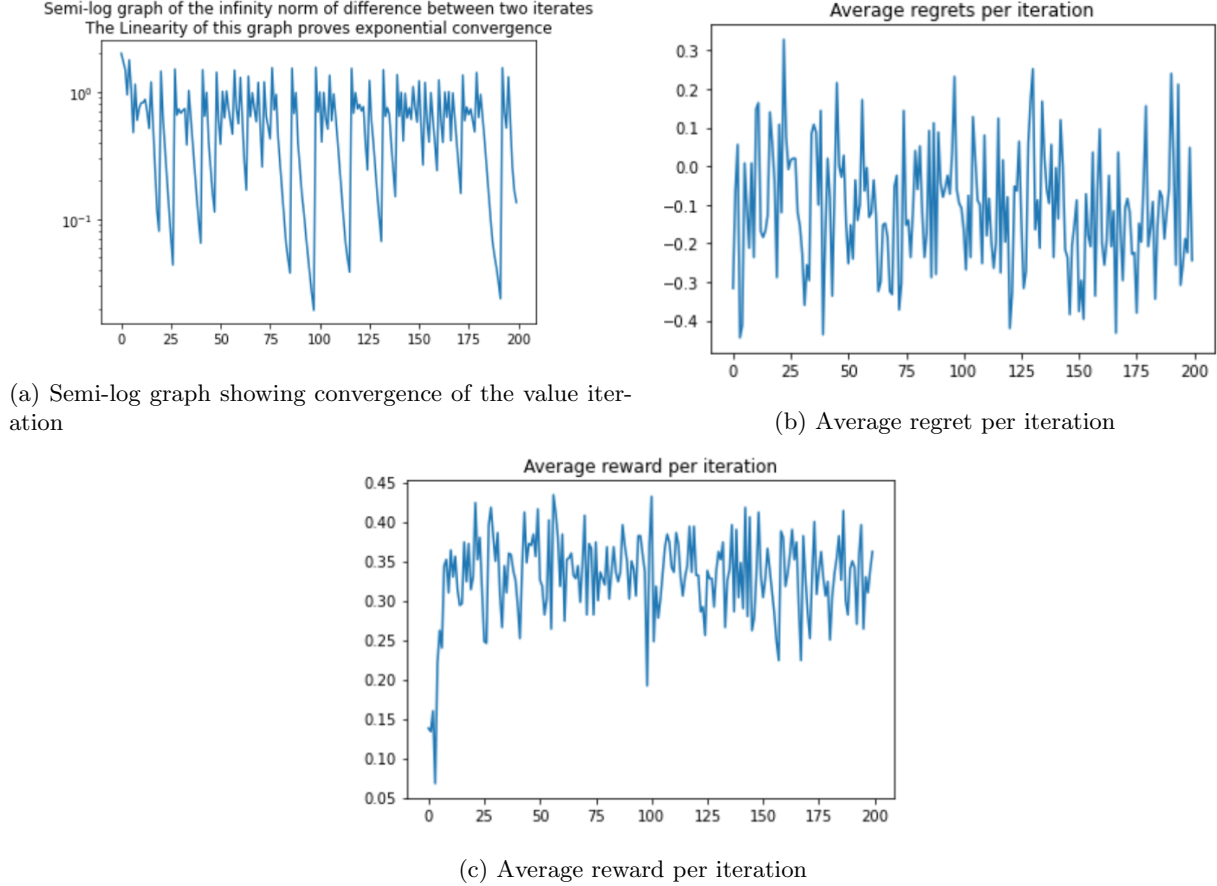 Semi-log graph of the infinity norm of difference between two iterates
The Linearity of this graph proves exponential convergence
10⁰
10⁻¹
0 25 50 75 100 125 150 175 200
(a) Semi-log graph showing convergence of the value iter-
ation
Average regrets per iteration
0.3
0.2
0.1
0.0
−0.1
−0.2
−0.3
−0.4
0 25 50 75 100 125 150 175 200
(b) Average regret per iteration
Average reward per iteration
0.45
0.40
0.35
0.30
0.25
0.20
0.15
0.10
0.05
0 25 50 75 100 125 150 175 200
(c) Average reward per iteration